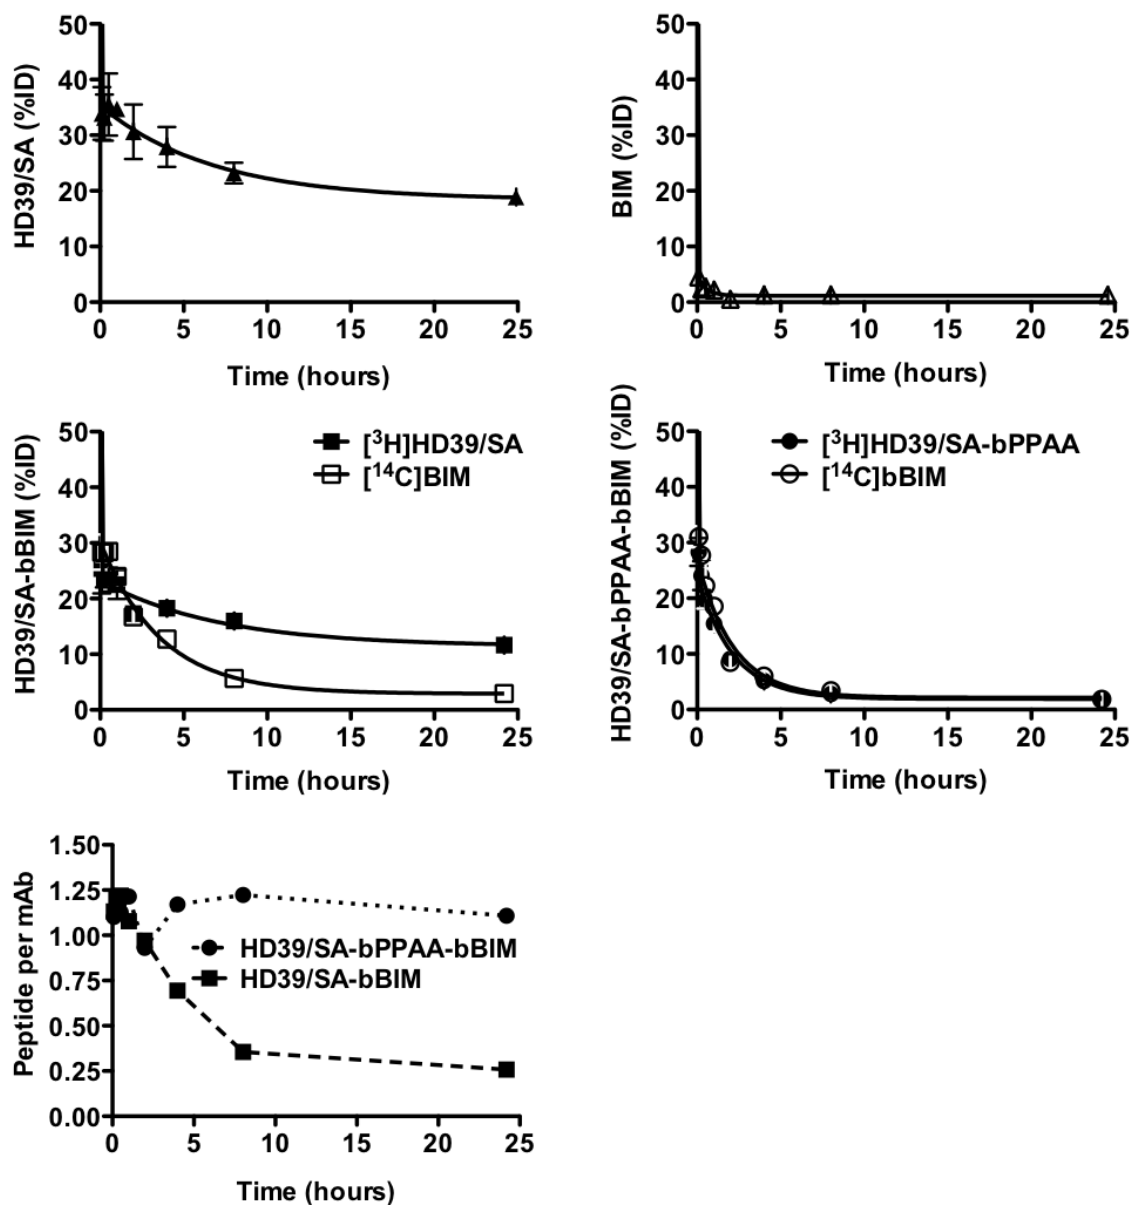 HD39/SA (%ID)
50
40
30
20
10
0
0 5 10 15 20 25
Time (hours)
BIM (%ID)
50
40
30
20
10
0
0 5 10 15 20 25
Time (hours)
HD39/SA-bBIM (%ID)
50
40
30
20
10
0
[³H]HD39/SA
[¹⁴C]BIM
0 5 10 15 20 25
Time (hours)
HD39/SA-bPPAA-bBIM (%ID)
50
40
30
20
10
0
[³H]HD39/SA-bPPAA
[¹⁴C]bBIM
0 5 10 15 20 25
Time (hours)
Peptide per mAb
1.50
1.25
1.00
0.75
0.50
0.25
0.00
HD39/SA-bPPAA-bBIM
HD39/SA-bBIM
0 5 10 15 20 25
Time (hours)